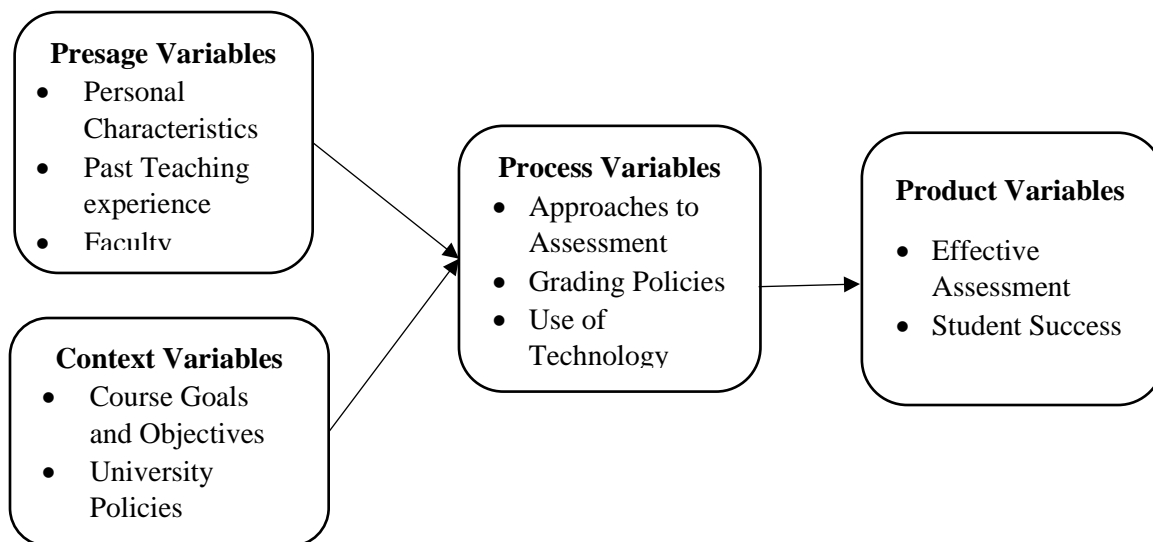 Presage Variables
• Personal
Characteristics
• Past Teaching
experience
• Faculty
Context Variables
• Course Goals
and Objectives
• University
Policies
Process Variables
• Approaches to
Assessment
• Grading Policies
• Use of
Technology
Product Variables
• Effective
Assessment
• Student Success